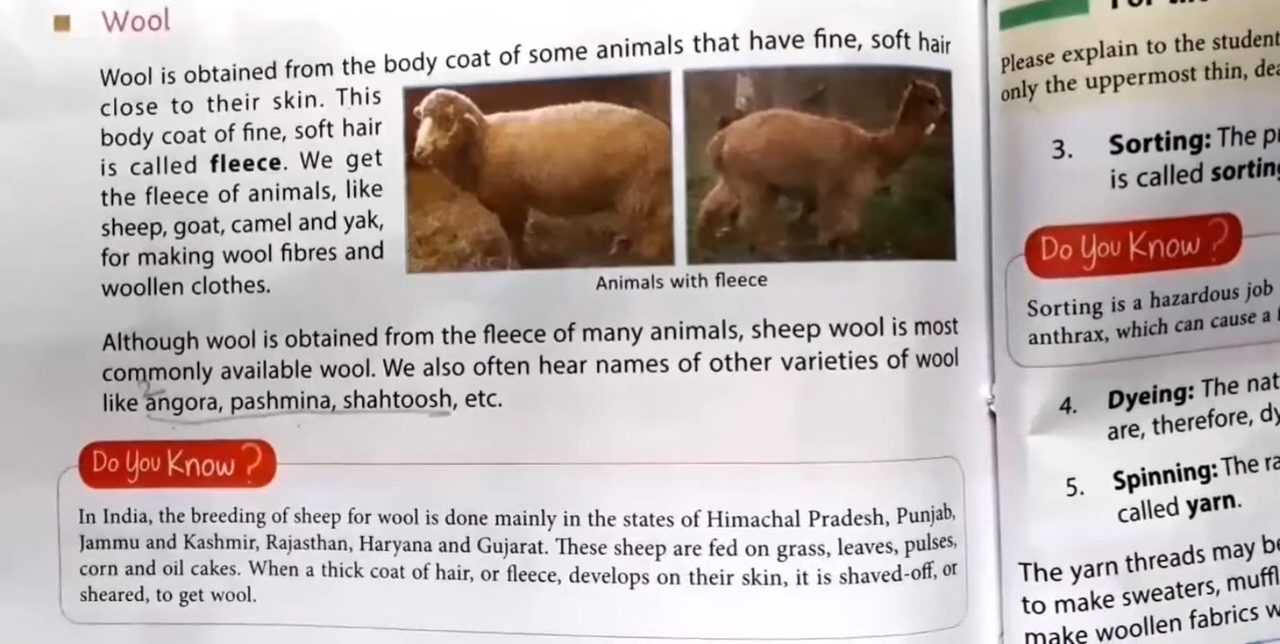 Wool
Wool is obtained from the body coat of some animals that have fine, soft hair
close to their skin. This
body coat of fine, soft hair
is called fleece. We get
the fleece of animals, like
sheep, goat, camel and yak,
for making wool fibres and
woollen clothes.
Animals with fleece
Although wool is obtained from the fleece of many animals, sheep wool is most
commonly available wool. We also often hear names of other varieties of wool
like angora, pashmina, shahtoosh, etc.
Do You Know ?
In India, the breeding of sheep for wool is done mainly in the states of Himachal Pradesh, Punjab,
Jammu and Kashmir, Rajasthan, Haryana and Gujarat. These sheep are fed on grass, leaves, pulses,
corn and oil cakes. When a thick coat of hair, or fleece, develops on their skin, it is shaved-off, or
sheared, to get wool.
Please explain to the student
only the uppermost thin,
3. Sorting: The
is called
Do You Know ?
Sorting is a hazardous job
anthrax, which can cause a
4. Dyeing: The
are, therefore,
5. Spinning: The
called yarn.
The yarn threads may
to make sweaters,
make woollen fabrics